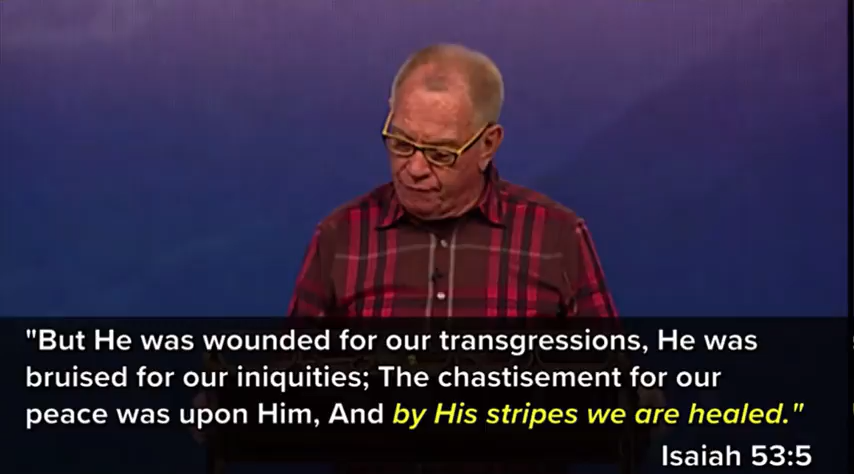 "But He was wounded for our transgressions, He was
bruised for our iniquities; The chastisement for our
peace was upon Him, And by His stripes we are healed."
Isaiah 53:5